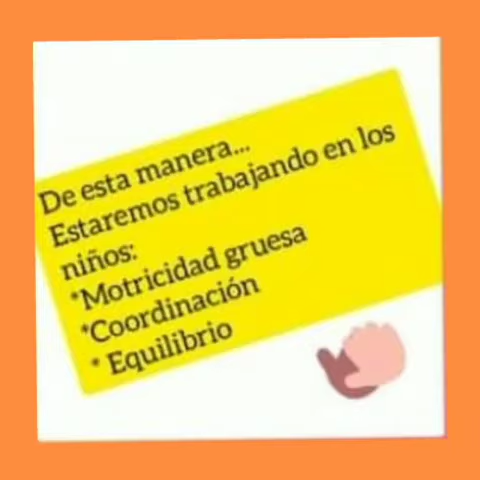 De esta manera...
Estaremos trabajando en los
niños:
*Motricidad gruesa
*Coordinación
* Equilibrio